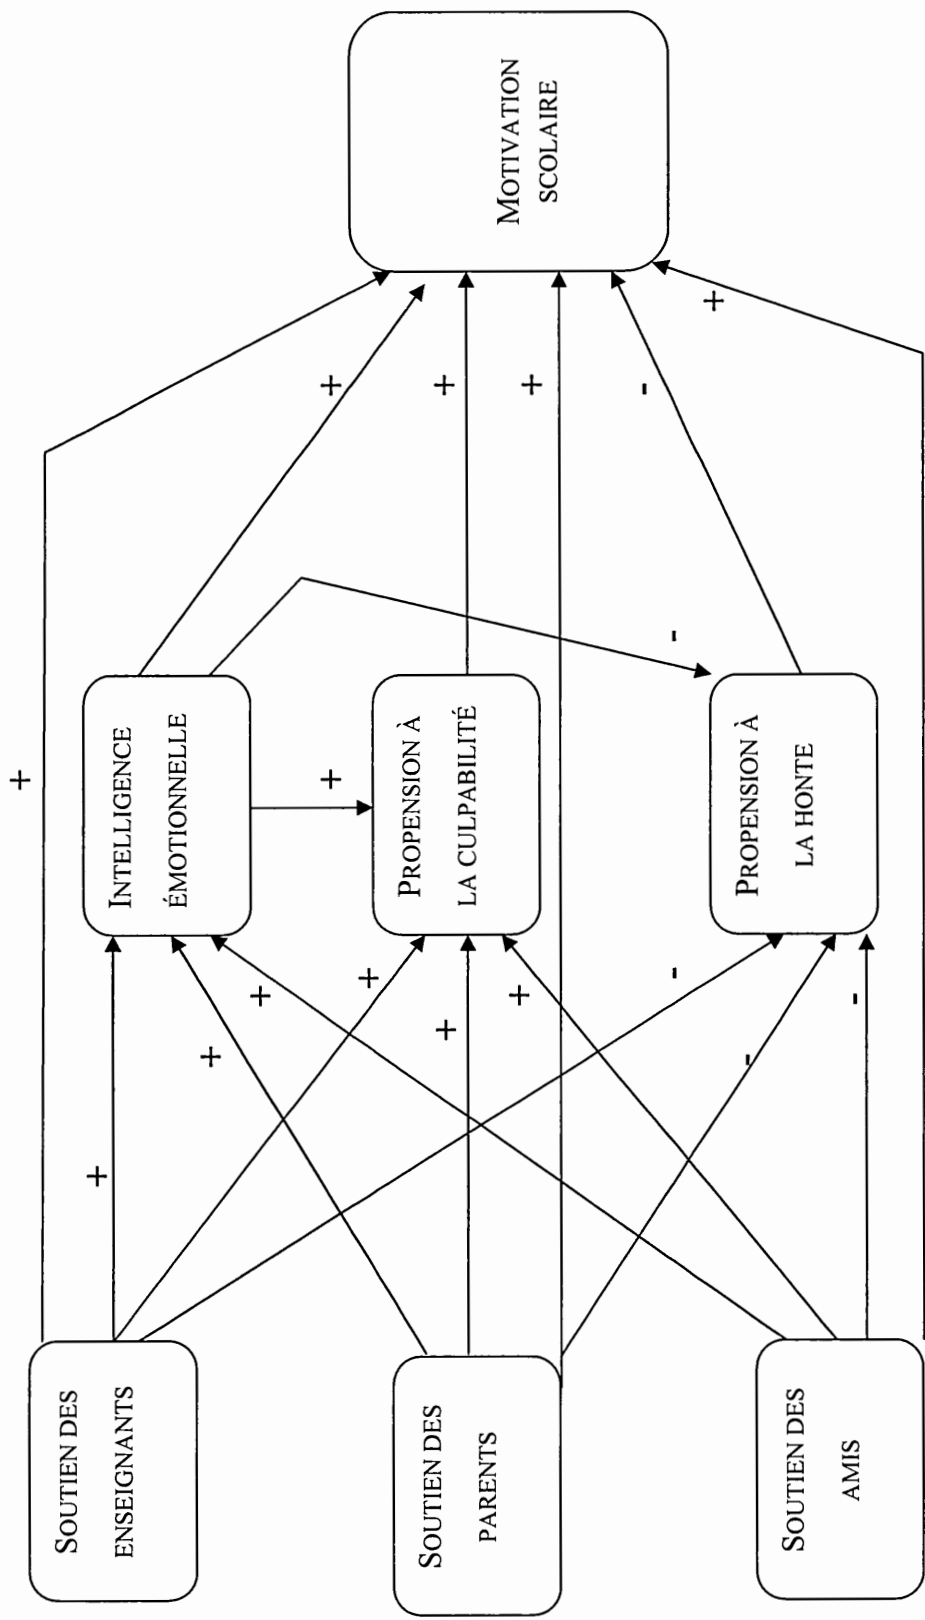 SOUTIEN DES
ENSEIGNANTS
SOUTIEN DES
PARENTS
SOUTIEN DES
AMIS
INTELLIGENCE
ÉMOTIONNELLE
PROPENSION À
LA CULPABILITÉ
PROPENSION À
LA HONTE
MOTIVATION
SCOLAIRE
+
+
+
+
+
+
+
+
+
+
+
+
-
-
-
-
-